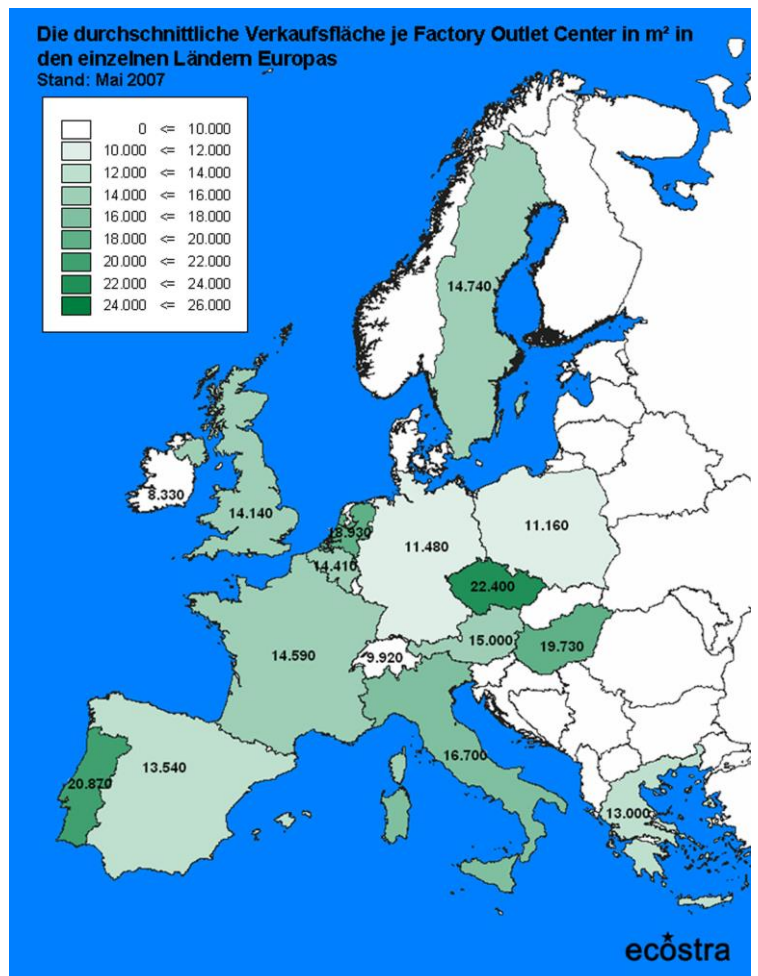 Die durchschnittliche Verkaufsfläche je Factory Outlet Center in m² in
den einzelnen Ländern Europas
Stand: Mai 2007
0 <= 10.000
10.000 <= 12.000
12.000 <= 14.000
14.000 <= 16.000
16.000 <= 18.000
18.000 <= 20.000
20.000 <= 22.000
22.000 <= 24.000
24.000 <= 26.000
14.740
8.330
14.140
18.930
11.480
11.160
14.410
22.400
14.590
9.920
15.000
19.730
13.540
16.700
20.870
13.000
ecostra